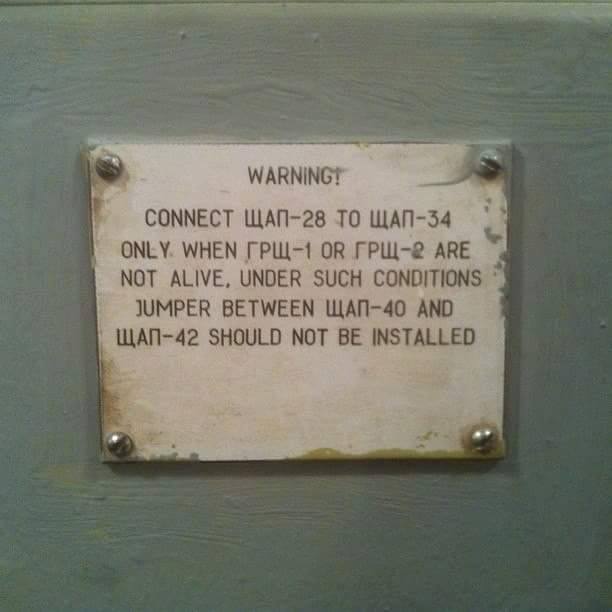 WARNING!
CONNECT ЩАП-28 TO ЩАП-34
ONLY WHEN ГРЩ-1 OR ГРЩ-2 ARE
NOT ALIVE, UNDER SUCH CONDITIONS
JUMPER BETWEEN ЩАП-40 AND
ЩАП-42 SHOULD NOT BE INSTALLED